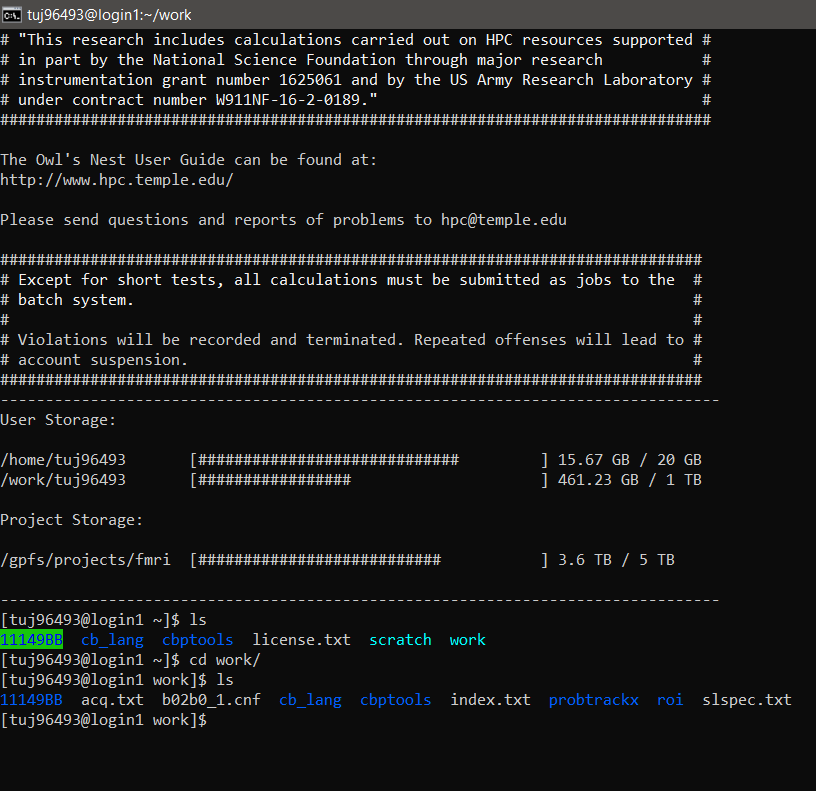 tuj96493@login1:~/work
# "This research includes calculations carried out on HPC resources supported #
# in part by the National Science Foundation through major research           #
# instrumentation grant number 1625061 and by the US Army Research Laboratory #
# under contract number W911NF-16-2-0189."                                    #
###############################################################################
The Owl's Nest User Guide can be found at:
http://www.hpc.temple.edu/
Please send questions and reports of problems to hpc@temple.edu
##############################################################################
# Except for short tests, all calculations must be submitted as jobs to the  #
# batch system.                                                              #
#                                                                            #
# Violations will be recorded and terminated. Repeated offenses will lead to #
# account suspension.                                                        #
##############################################################################
--------------------------------------------------------------------------------
User Storage:
/home/tuj96493       [#############################         ] 15.67 GB / 20 GB
/work/tuj96493       [#################                     ] 461.23 GB / 1 TB
Project Storage:
/gpfs/projects/fmri  [###########################           ] 3.6 TB / 5 TB
--------------------------------------------------------------------------------
[tuj96493@login1 ~]$ ls
11149BB  cb_lang  cbptools  license.txt  scratch  work
[tuj96493@login1 ~]$ cd work/
[tuj96493@login1 work]$ ls
11149BB  acq.txt  b02b0_1.cnf  cb_lang  cbptools  index.txt  probtrackx  roi  slspec.txt
[tuj96493@login1 work]$